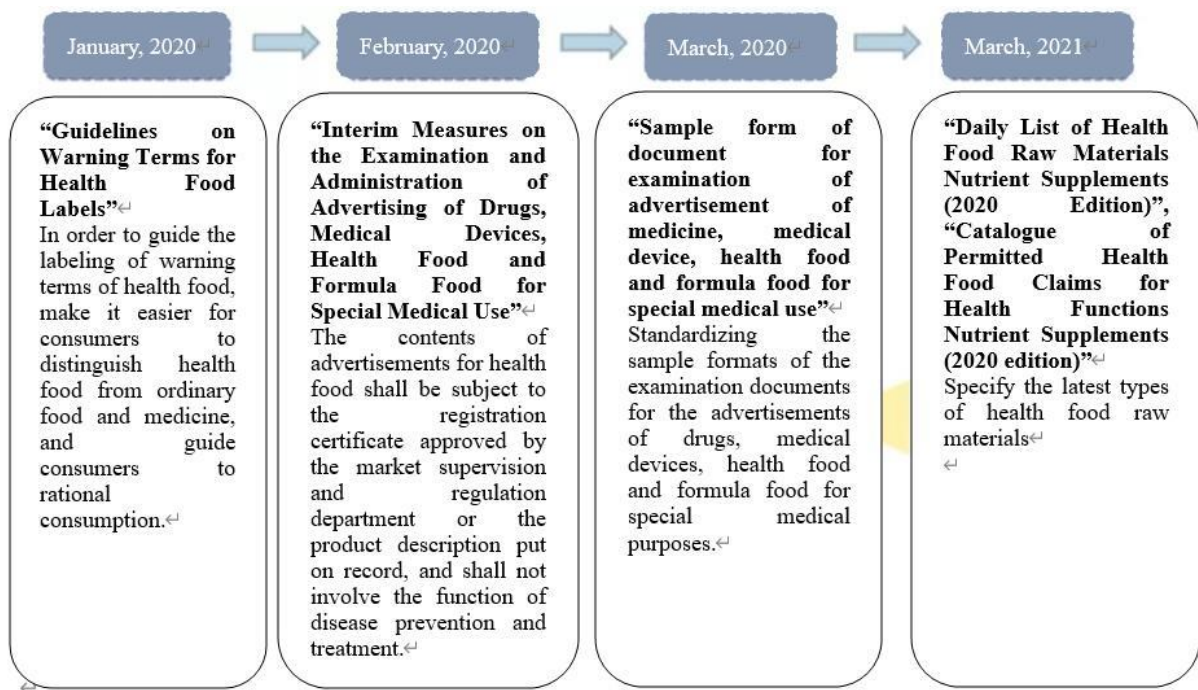 January, 2020
February, 2020
March, 2020
March, 2021
“Guidelines on
Warning Terms for
Health Food
Labels”
In order to guide the
labeling of warning
terms of health food,
make it easier for
consumers to
distinguish health
food from ordinary
food and medicine,
and guide
consumers to
rational
consumption.
“Interim Measures on
the Examination and
Administration of
Advertising of Drugs,
Medical Devices,
Health Food and
Formula Food for
Special Medical Use”
The contents of
advertisements for health
food shall be subject to
the registration
certificate approved by
the market supervision
and regulation
department or the
product description put
on record, and shall not
involve the function of
disease prevention and
treatment.
“Sample form of
document for
examination of
advertisement of
medicine, medical
device, health food
and formula food for
special medical use”
Standardizing the
sample formats of the
examination documents
for the advertisements
of drugs, medical
devices, health food
and formula food for
special medical
purposes.
“Daily List of Health
Food Raw Materials
Nutrient Supplements
(2020 Edition)”,
“Catalogue of
Permitted Health
Food Claims for
Health Functions
Nutrient Supplements
(2020 edition)”
Specify the latest types
of health food raw
materials